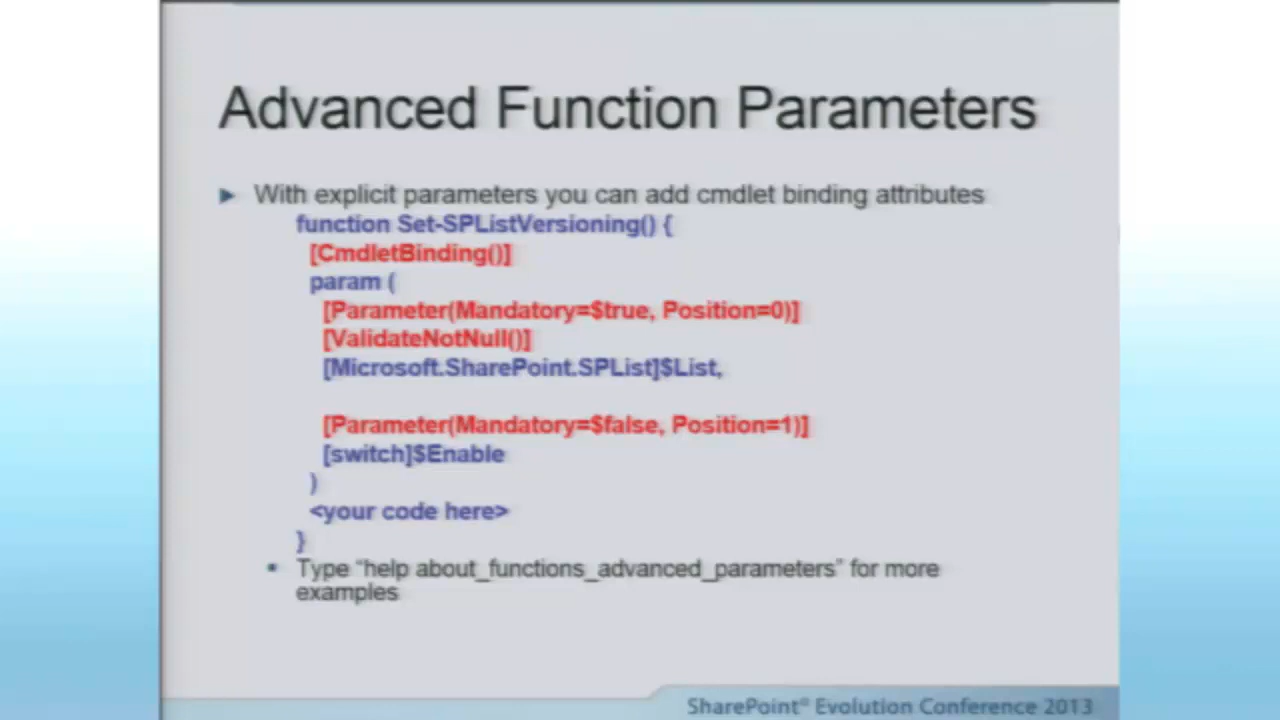 Advanced Function Parameters
With explicit parameters you can add cmdlet binding attributes
function Set-SPListVersioning() {
[CmdletBinding()]
param (
[Parameter(Mandatory=$true, Position=0)]
[ValidateNotNull()]
[Microsoft.SharePoint.SPList]$List,
[Parameter(Mandatory=$false, Position=1)]
[switch]$Enable
)
<your code here>
}
Type “help about_functions_advanced_parameters” for more
examples
SharePoint® Evolution Conference 2013